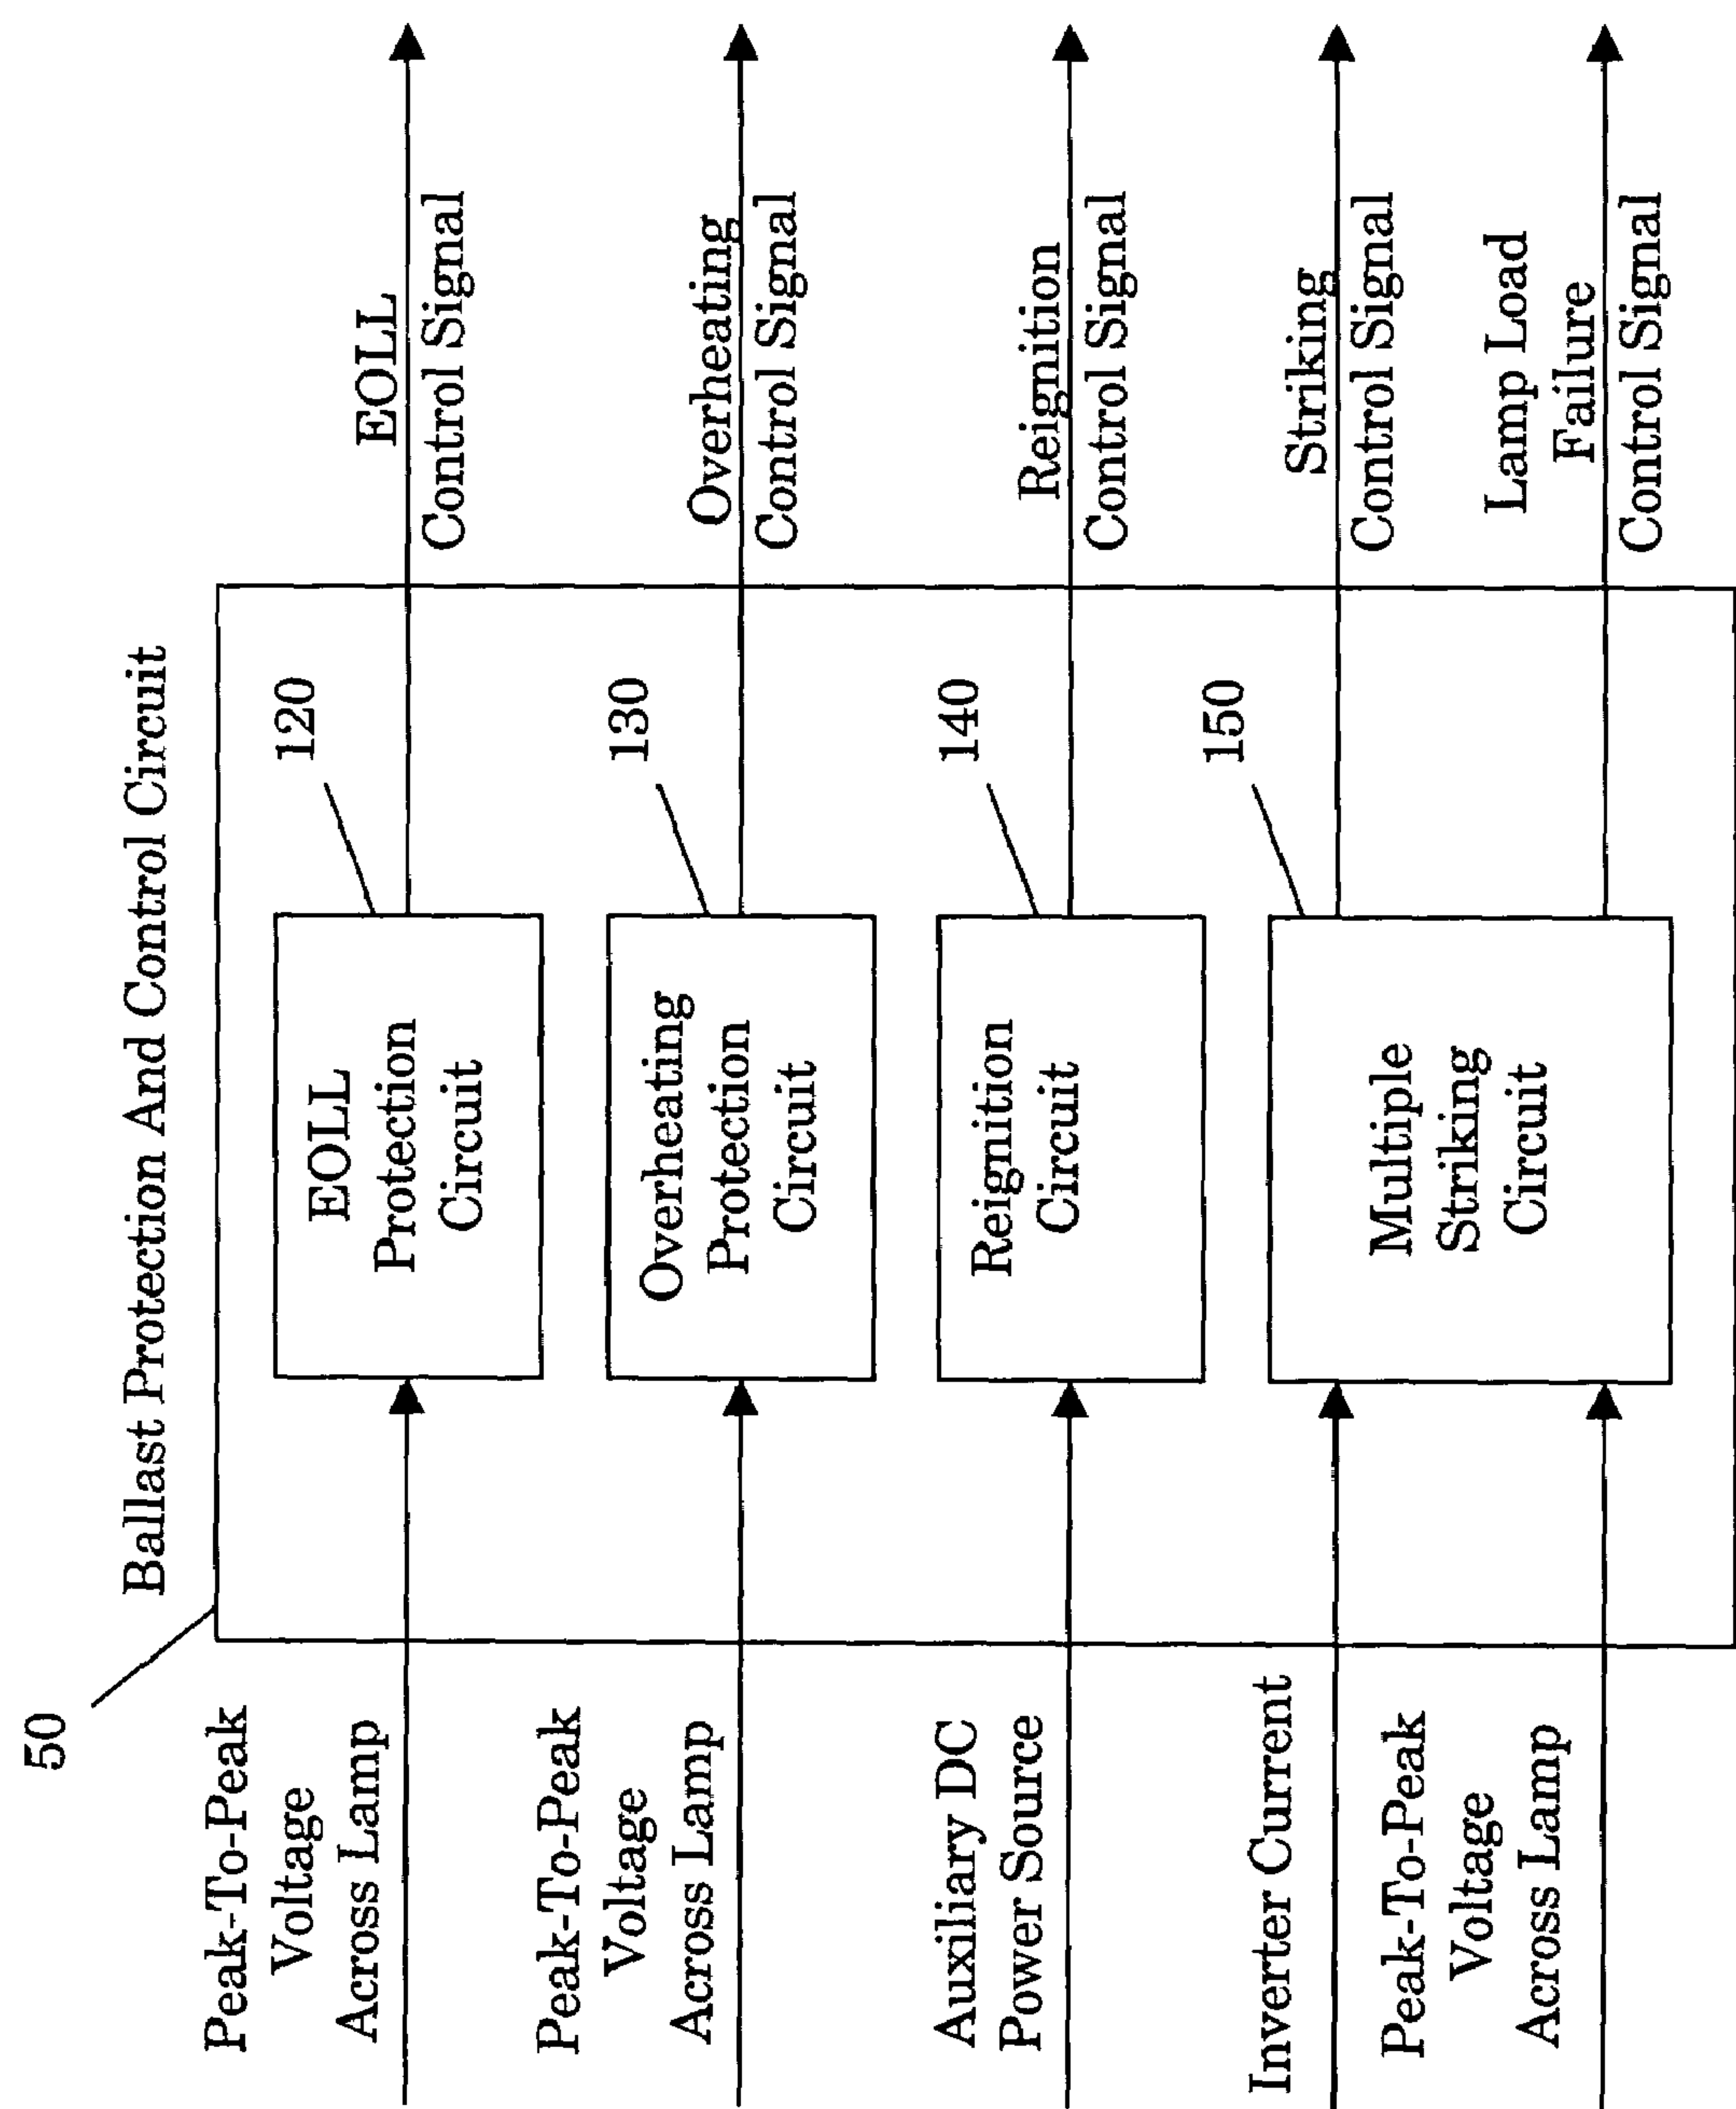 50
Ballast Protection And Control Circuit
Peak-To-Peak
Voltage
Across Lamp
EOLL
Protection
Circuit
120
EOLL
Control Signal
Peak-To-Peak
Voltage
Across Lamp
Overheating
Protection
Circuit
130
Overheating
Control Signal
Auxiliary DC
Power Source
Reignition
Circuit
140
Reignition
Control Signal
Inverter Current
Peak-To-Peak
Voltage
Across Lamp
Multiple
Striking
Circuit
150
Striking
Control Signal
Lamp Load
Failure
Control Signal